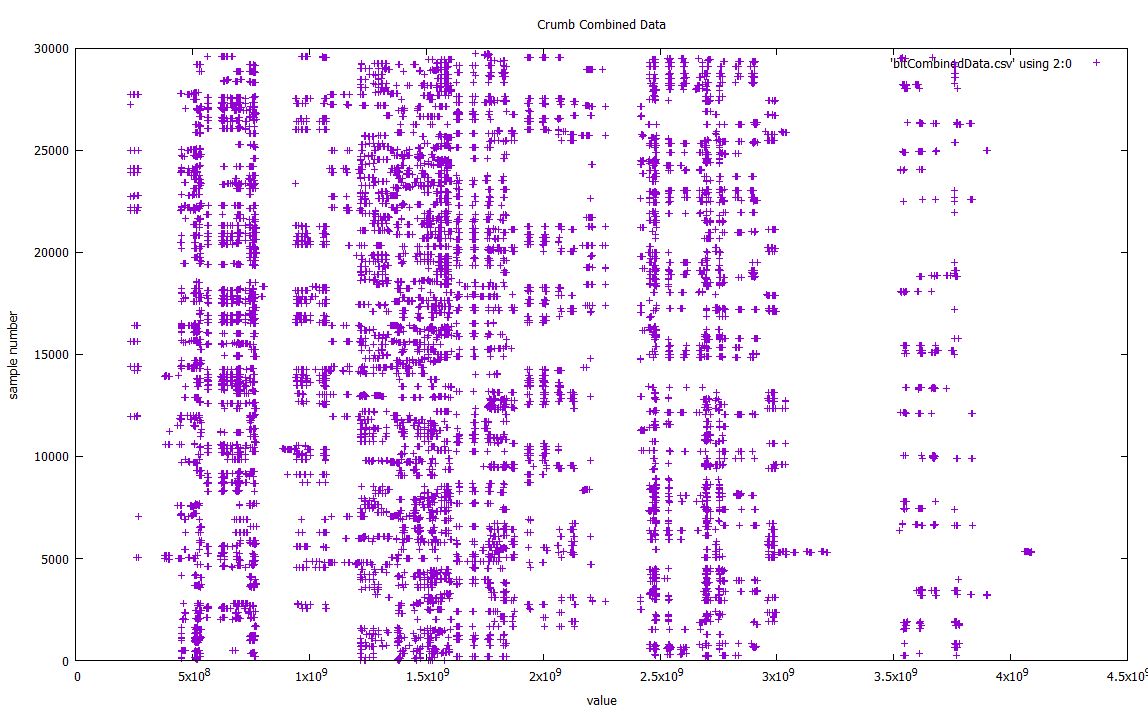 Crumb Combined Data
'bitCombinedData.csv' using 2:0
30000
25000
20000
15000
10000
5000
0
sample number
0 5x10⁸ 1x10⁹ 1.5x10⁹ 2x10⁹ 2.5x10⁹ 3x10⁹ 3.5x10⁹ 4x10⁹ 4.5x10⁹
value